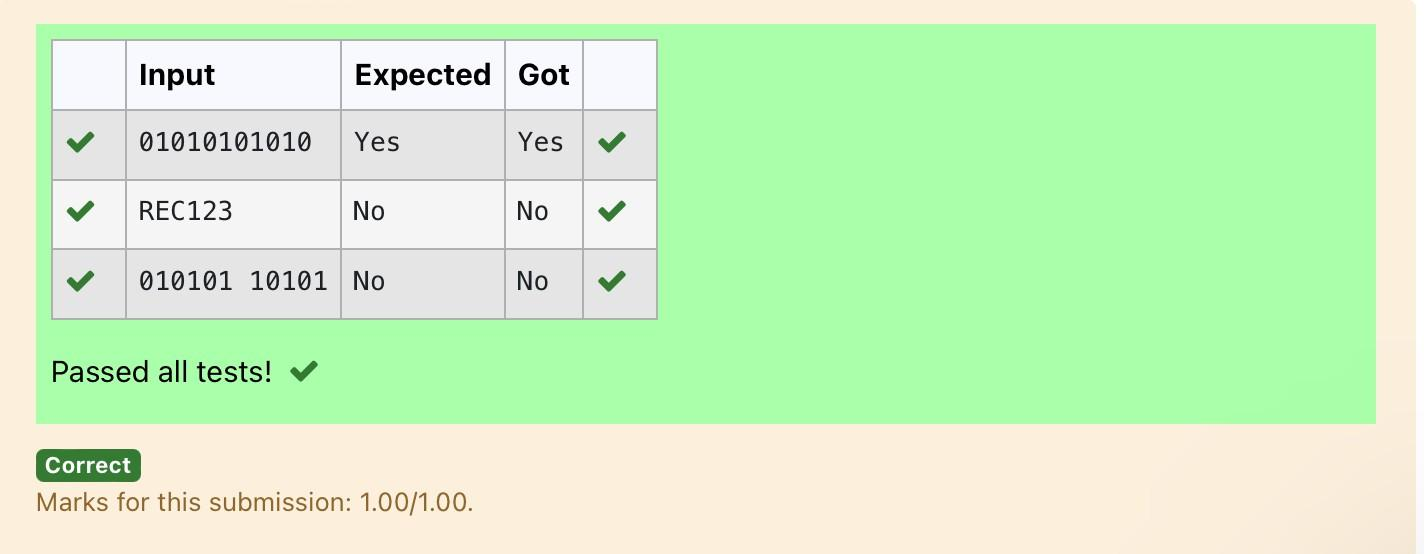 Input Expected Got
01010101010 Yes Yes
REC123 No No
010101 10101 No No
Passed all tests!
Correct
Marks for this submission: 1.00/1.00.